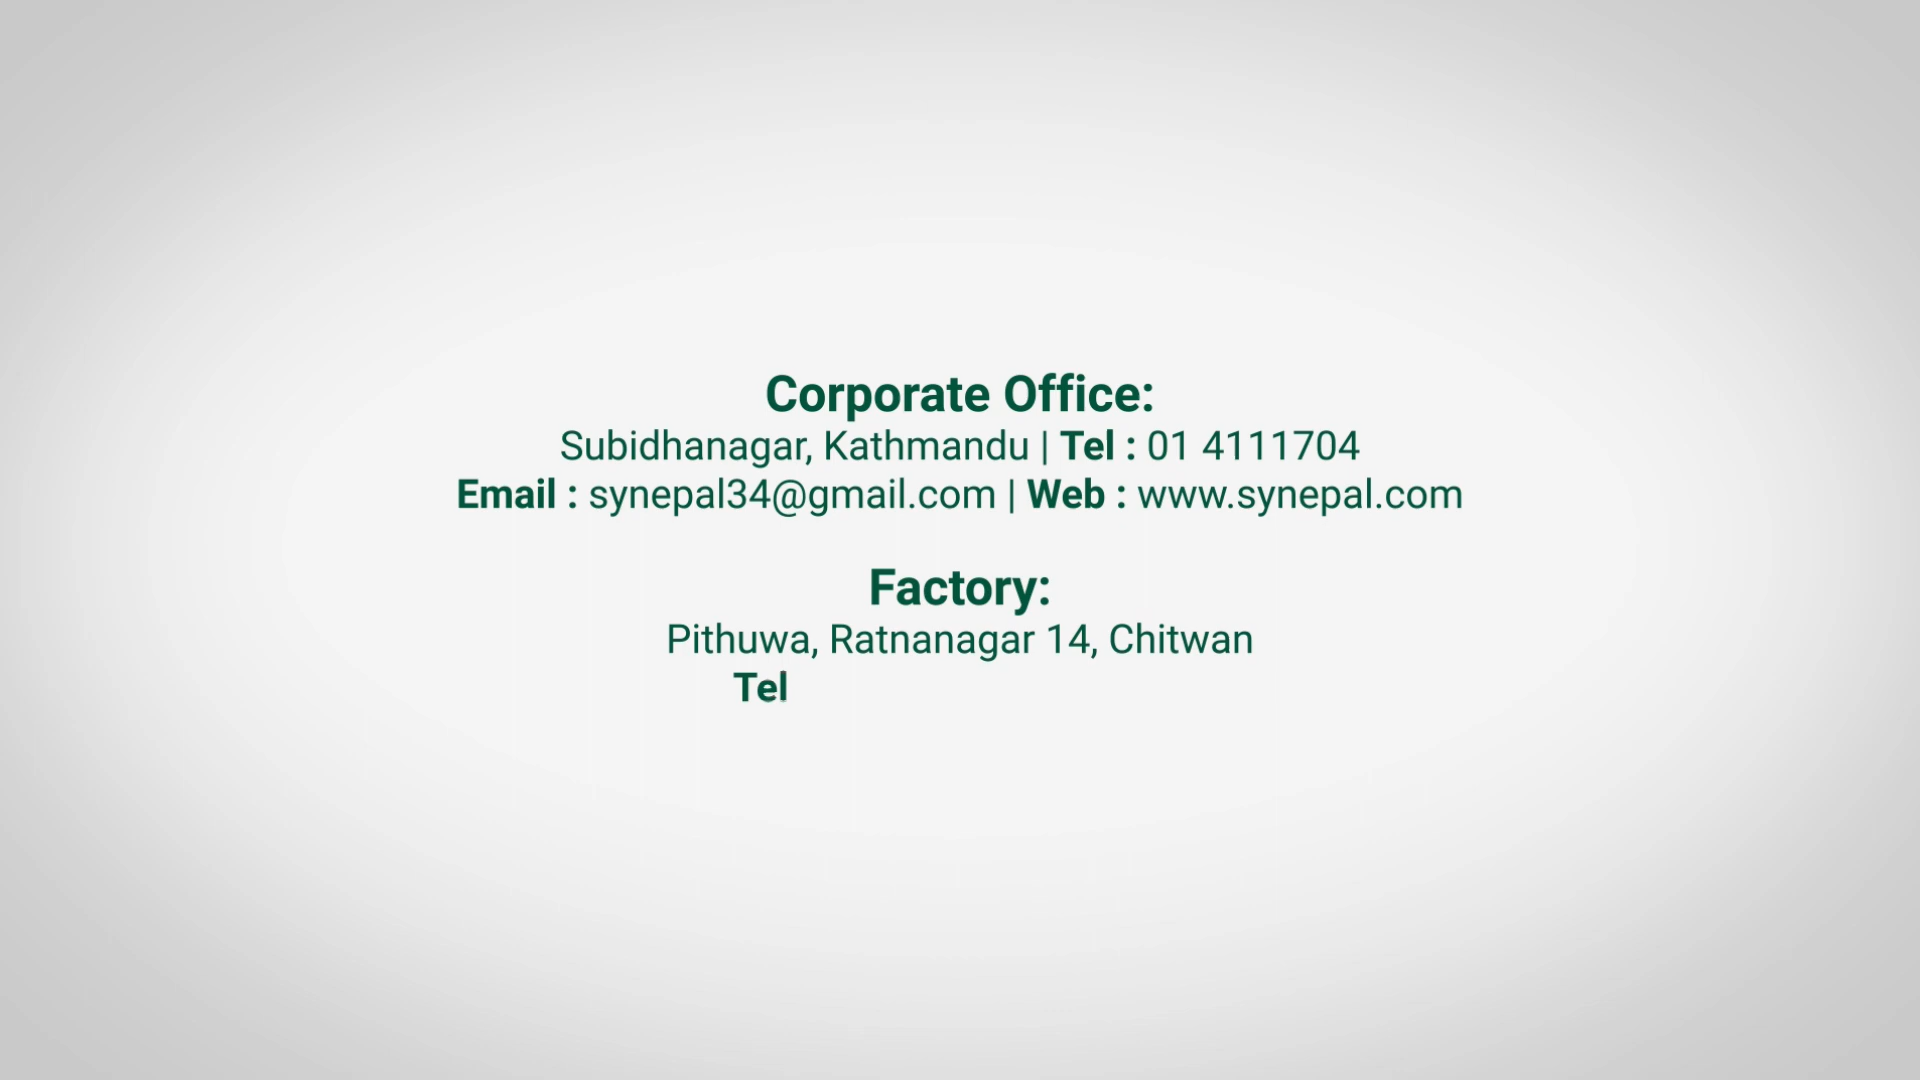 Corporate Office:
Subidhanagar, Kathmandu | Tel : 01 4111704
Email : synepal34@gmail.com | Web : www.synepal.com
Factory:
Pithuwa, Ratnanagar 14, Chitwan
Tel